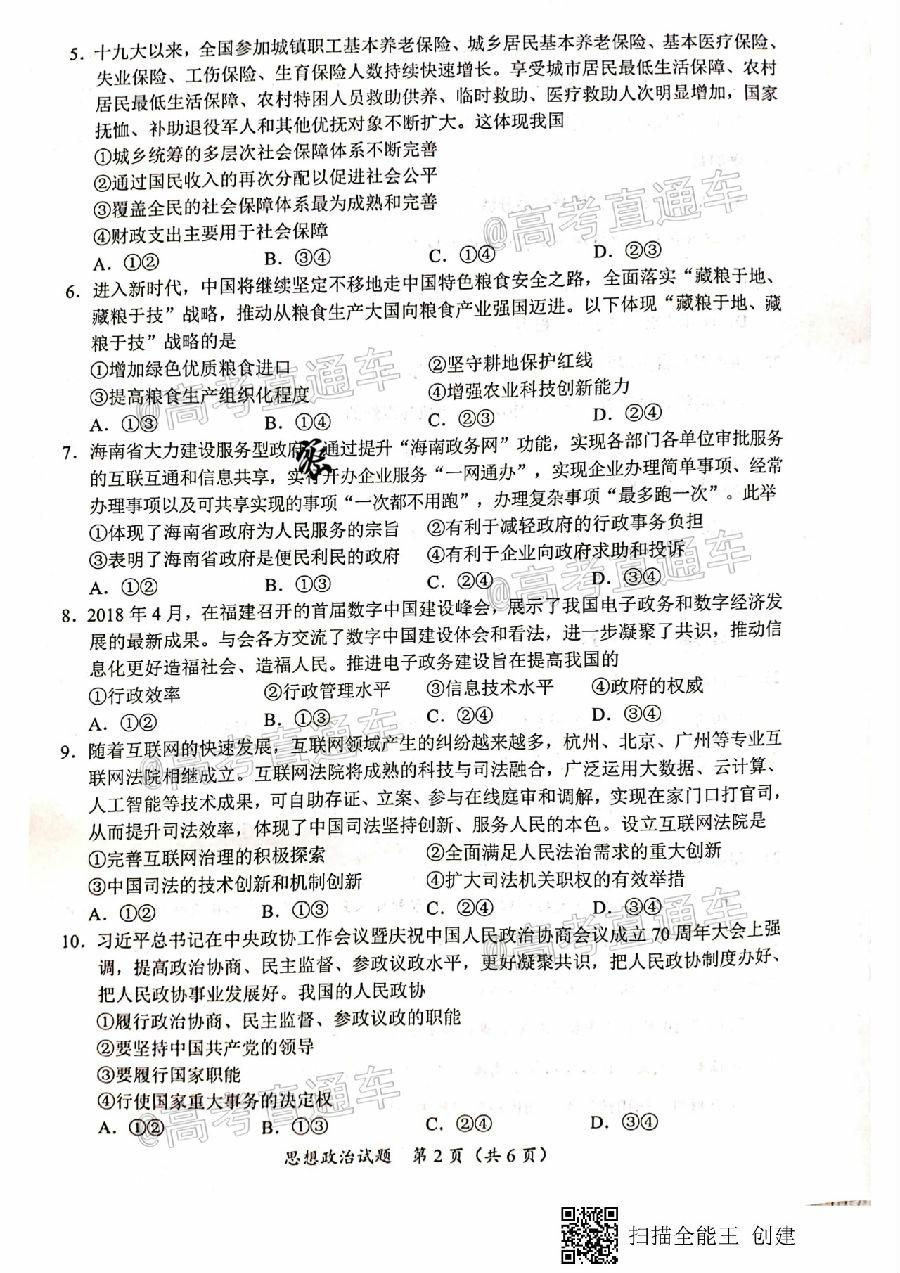 5. 十九大以来，全国参加城镇职工基本养老保险、城乡居民基本养老保险、基本医疗保险、
失业保险、工伤保险、生育保险人数持续快速增长。享受城市居民最低生活保障、农村
居民最低生活保障、农村特困人员救助供养、临时救助、医疗救助人次明显增加，国家
抚恤、补助退役军人和其他优抚对象不断扩大。这体现我国
①城乡统筹的多层次社会保障体系不断完善
②通过国民收入的再次分配以促进社会公平
③覆盖全民的社会保障体系最为成熟和完善
④财政支出主要用于社会保障
@高考直通车
A．①② B．③④ C．①④ D．②③
6. 进入新时代，中国将继续坚定不移地走中国特色粮食安全之路，全面落实“藏粮于地、
藏粮于技”战略，推动从粮食生产大国向粮食产业强国迈进。以下体现“藏粮于地、藏
粮于技”战略的是
①增加绿色优质粮食进口 ②坚守耕地保护红线
③提高粮食生产组织化程度 ④增强农业科技创新能力
@高考直通车
A．①③ B．①④ C．②③ D．②④
7. 海南省大力建设服务型政府，通过提升“海南政务网”功能，实现各部门各单位审批服务
的互联互通和信息共享，实行开办企业服务“一网通办”，实现企业办理简单事项、经常
办理事项以及可共享实现的事项“一次都不用跑”，办理复杂事项“最多跑一次”。此举
①体现了海南省政府为人民服务的宗旨 ②有利于减轻政府的行政事务负担
③表明了海南省政府是便民利民的政府 ④有利于企业向政府求助和投诉
@高考直通车
A．①② B．①③ C．②④ D．③④
8. 2018 年 4 月，在福建召开的首届数字中国建设峰会，展示了我国电子政务和数字经济发
展的最新成果。与会各方交流了数字中国建设体会和看法，进一步凝聚了共识，推动信
息化更好造福社会、造福人民。推进电子政务建设旨在提高我国的
①行政效率 ②行政管理水平 ③信息技术水平 ④政府的权威
A．①② B．①③ C．②④ D．③④
@高考直通车
9. 随着互联网的快速发展，互联网领域产生的纠纷越来越多，杭州、北京、广州等专业互
联网法院相继成立。互联网法院将成熟的科技与司法融合，广泛运用大数据、云计算、
人工智能等技术成果，可自助存证、立案、参与在线庭审和调解，实现在家门口打官司，
从而提升司法效率，体现了中国司法坚持创新、服务人民的本色。设立互联网法院是
①完善互联网治理的积极探索 ②全面满足人民法治需求的重大创新
③中国司法的技术创新和机制创新 ④扩大司法机关职权的有效举措
A．①② B．①③ C．②④ D．③④
@高考直通车
10. 习近平总书记在中央政协工作会议暨庆祝中国人民政治协商会议成立 70 周年大会上强
调，提高政治协商、民主监督、参政议政水平，更好凝聚共识，把人民政协制度办好、
把人民政协事业发展好。我国的人民政协
①履行政治协商、民主监督、参政议政的职能
②要坚持中国共产党的领导
③要履行国家职能
④行使国家重大事务的决定权
@高考直通车
A．①② B．①③ C．②④ D．③④
思想政治试题 第 2 页（共 6 页）
扫描全能王 创建